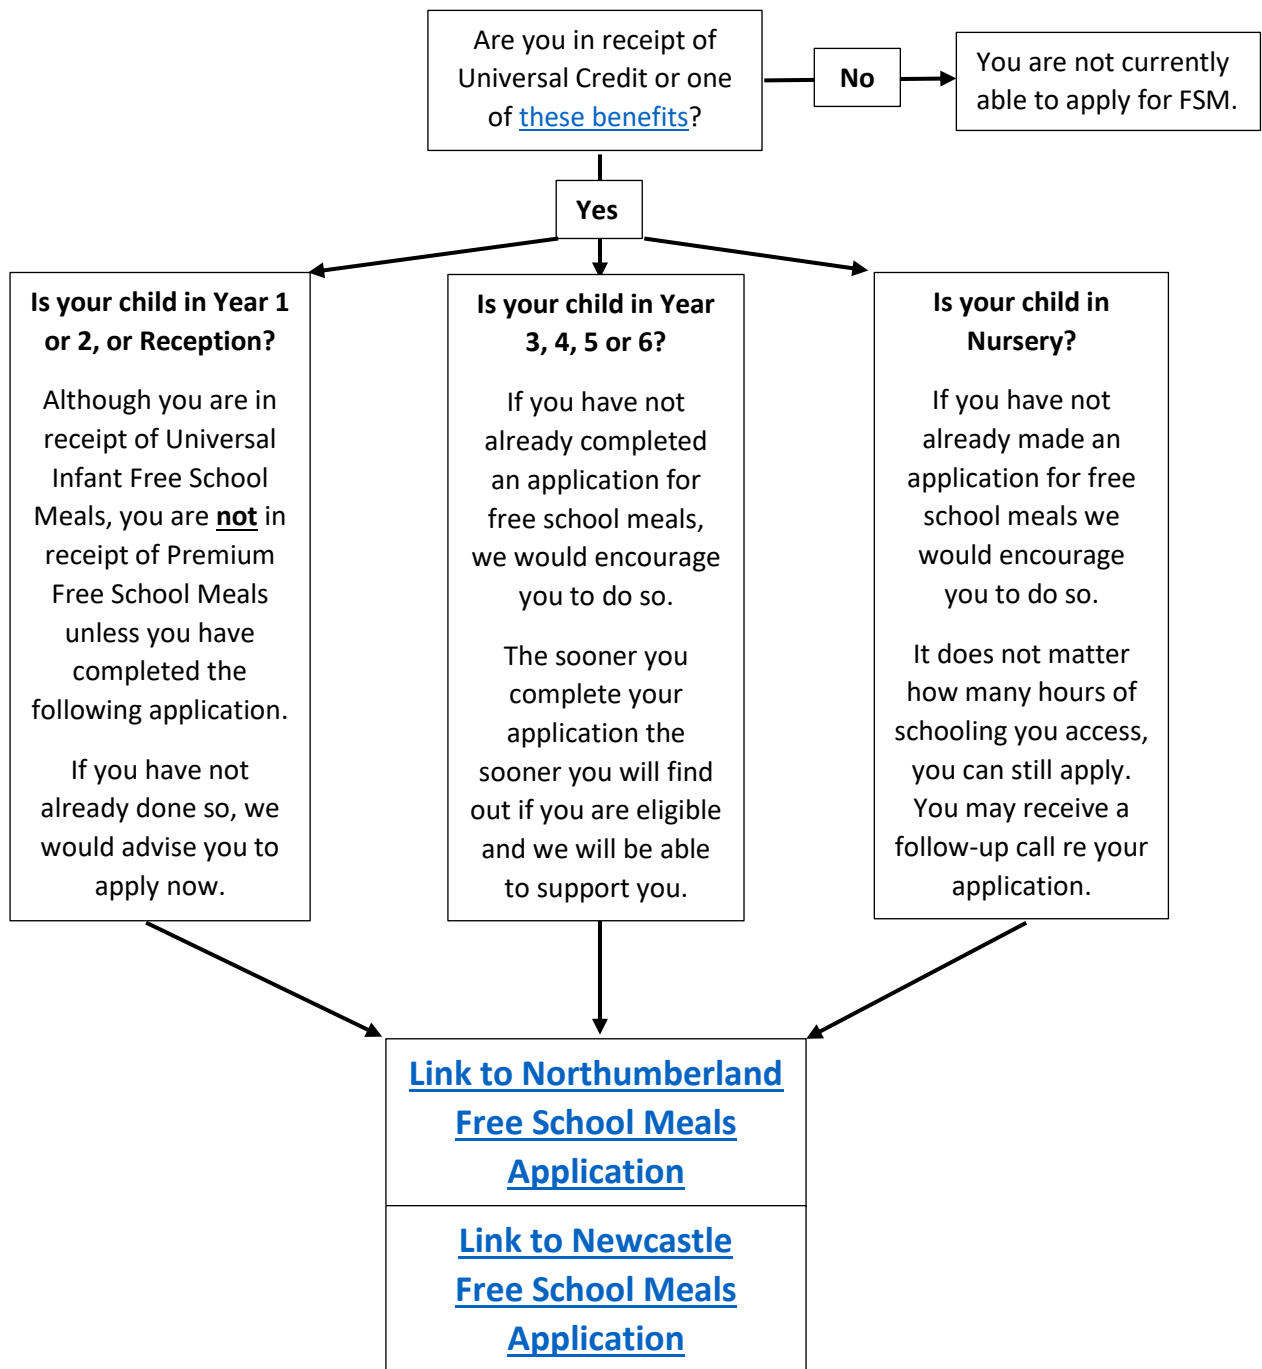 Are you in receipt of
Universal Credit or one
of these benefits?
No
You are not currently
able to apply for FSM.
Yes
Is your child in Year 1
or 2, or Reception?
Although you are in
receipt of Universal
Infant Free School
Meals, you are not in
receipt of Premium
Free School Meals
unless you have
completed the
following application.
If you have not
already done so, we
would advise you to
apply now.
Is your child in Year
3, 4, 5 or 6?
If you have not
already completed
an application for
free school meals,
we would encourage
you to do so.
The sooner you
complete your
application the
sooner you will find
out if you are eligible
and we will be able
to support you.
Is your child in
Nursery?
If you have not
already made an
application for free
school meals we
would encourage
you to do so.
It does not matter
how many hours of
schooling you access,
you can still apply.
You may receive a
follow-up call re your
application.
Link to Northumberland
Free School Meals
Application
Link to Newcastle
Free School Meals
Application